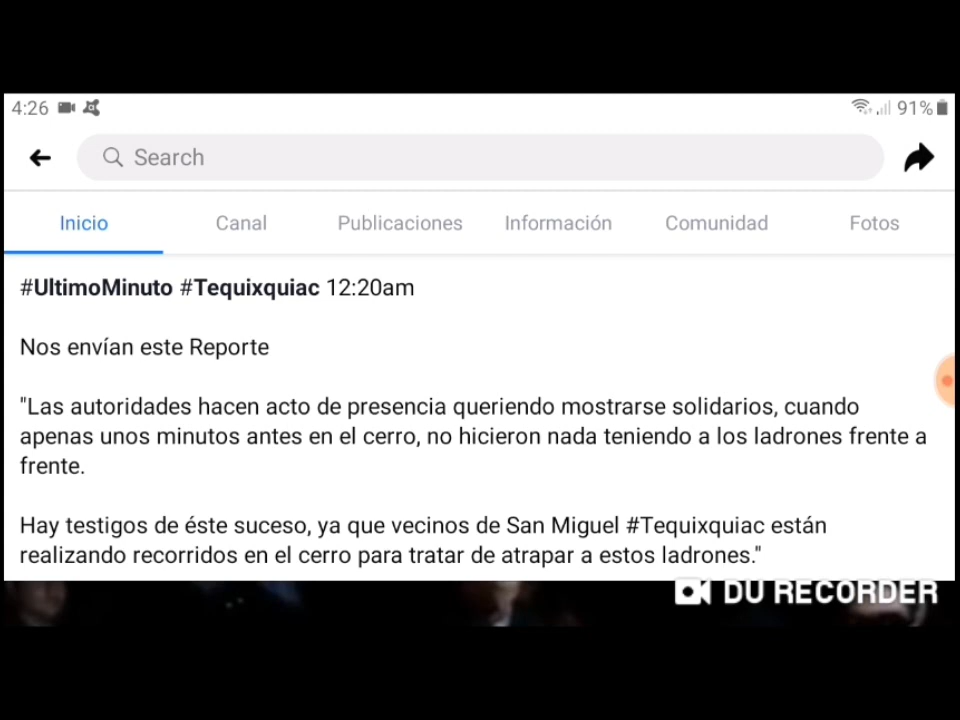 4:26 91%
Search
Inicio Canal Publicaciones Información Comunidad Fotos
#UltimoMinuto #Tequixquiac 12:20am
Nos envían este Reporte
"Las autoridades hacen acto de presencia queriendo mostrarse solidarios, cuando
apenas unos minutos antes en el cerro, no hicieron nada teniendo a los ladrones frente a
frente.
Hay testigos de éste suceso, ya que vecinos de San Miguel #Tequixquiac están
realizando recorridos en el cerro para tratar de atrapar a estos ladrones."
DU RECORDER